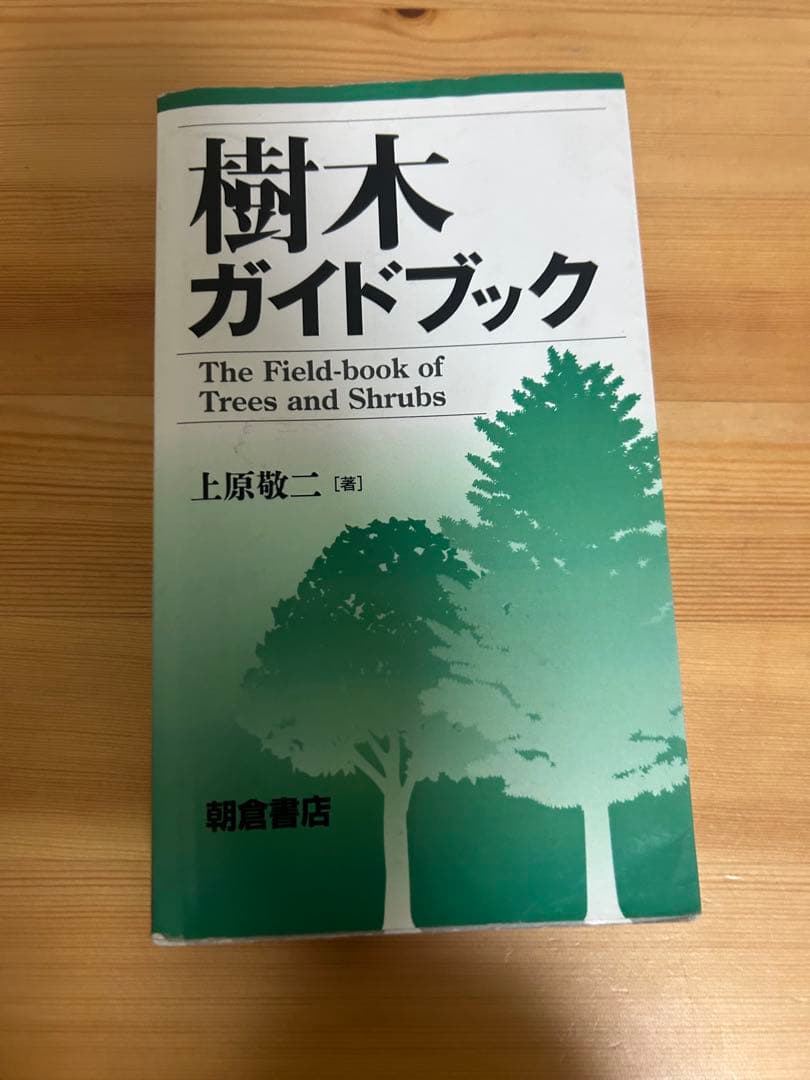 樹木
ガイドブック
The Field-book of
Trees and Shrubs
上原敬二 [著]
朝倉書店